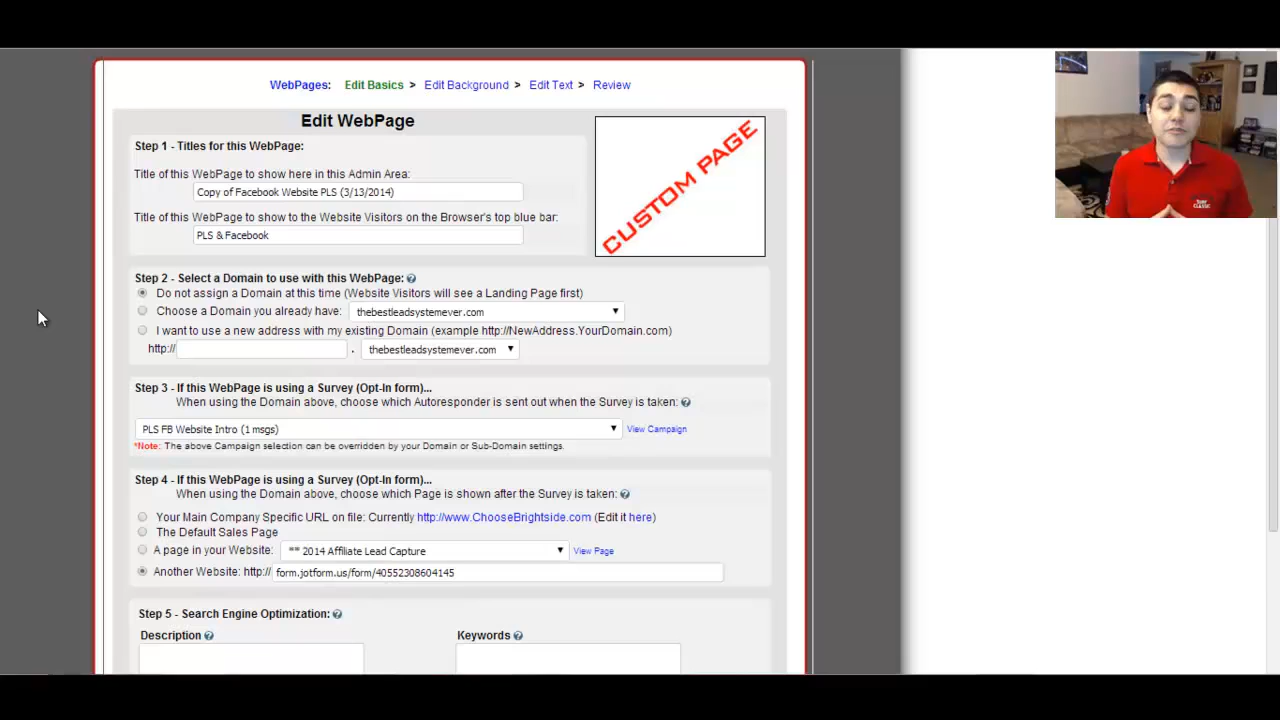 WebPages: Edit Basics > Edit Background > Edit Text > Review
Edit WebPage
CUSTOM PAGE
Step 1 - Titles for this WebPage:
Title of this WebPage to show here in this Admin Area:
Copy of Facebook Website PLS (3/13/2014)
Title of this WebPage to show to the Website Visitors on the Browser's top blue bar:
PLS & Facebook
Step 2 - Select a Domain to use with this WebPage:
Do not assign a Domain at this time (Website Visitors will see a Landing Page first)
Choose a Domain you already have: thebestleadsystemever.com
I want to use a new address with my existing Domain (example http://NewAddress.YourDomain.com)
http:// . thebestleadsystemever.com
Step 3 - If this WebPage is using a Survey (Opt-In form)...
When using the Domain above, choose which Autoresponder is sent out when the Survey is taken:
PLS FB Website Intro (1 msgs) View Campaign
*Note: The above Campaign selection can be overridden by your Domain or Sub-Domain settings.
Step 4 - If this WebPage is using a Survey (Opt-In form)...
When using the Domain above, choose which Page is shown after the Survey is taken:
Your Main Company Specific URL on file: Currently http://www.ChooseBrightside.com (Edit it here)
The Default Sales Page
A page in your Website: ** 2014 Affiliate Lead Capture View Page
Another Website: http:// form.jotform.us/form/40552308604145
Step 5 - Search Engine Optimization:
Description Keywords